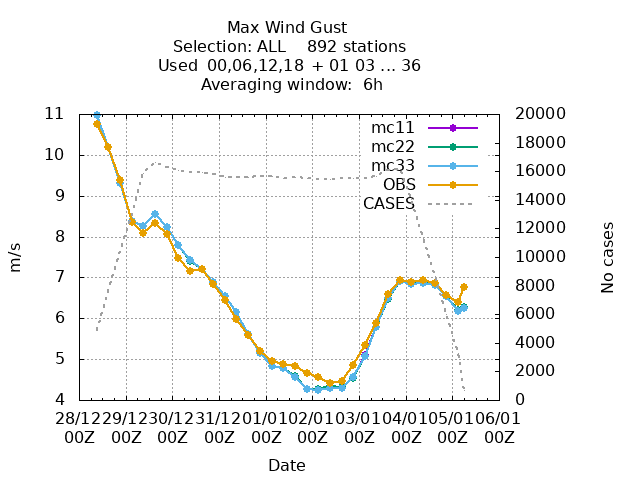 Max Wind Gust
Selection: ALL    892 stations
Used  00,06,12,18 + 01 03 ... 36
Averaging window:  6h
11
10
9
8
7
6
5
4
m/s
20000
18000
16000
14000
12000
10000
8000
6000
4000
2000
0
No cases
mc11
mc22
mc33
OBS
CASES
28/12 29/12 30/12 31/12 01/01 02/01 03/01 04/01 05/01 06/01
00Z 00Z 00Z 00Z 00Z 00Z 00Z 00Z 00Z 00Z
Date